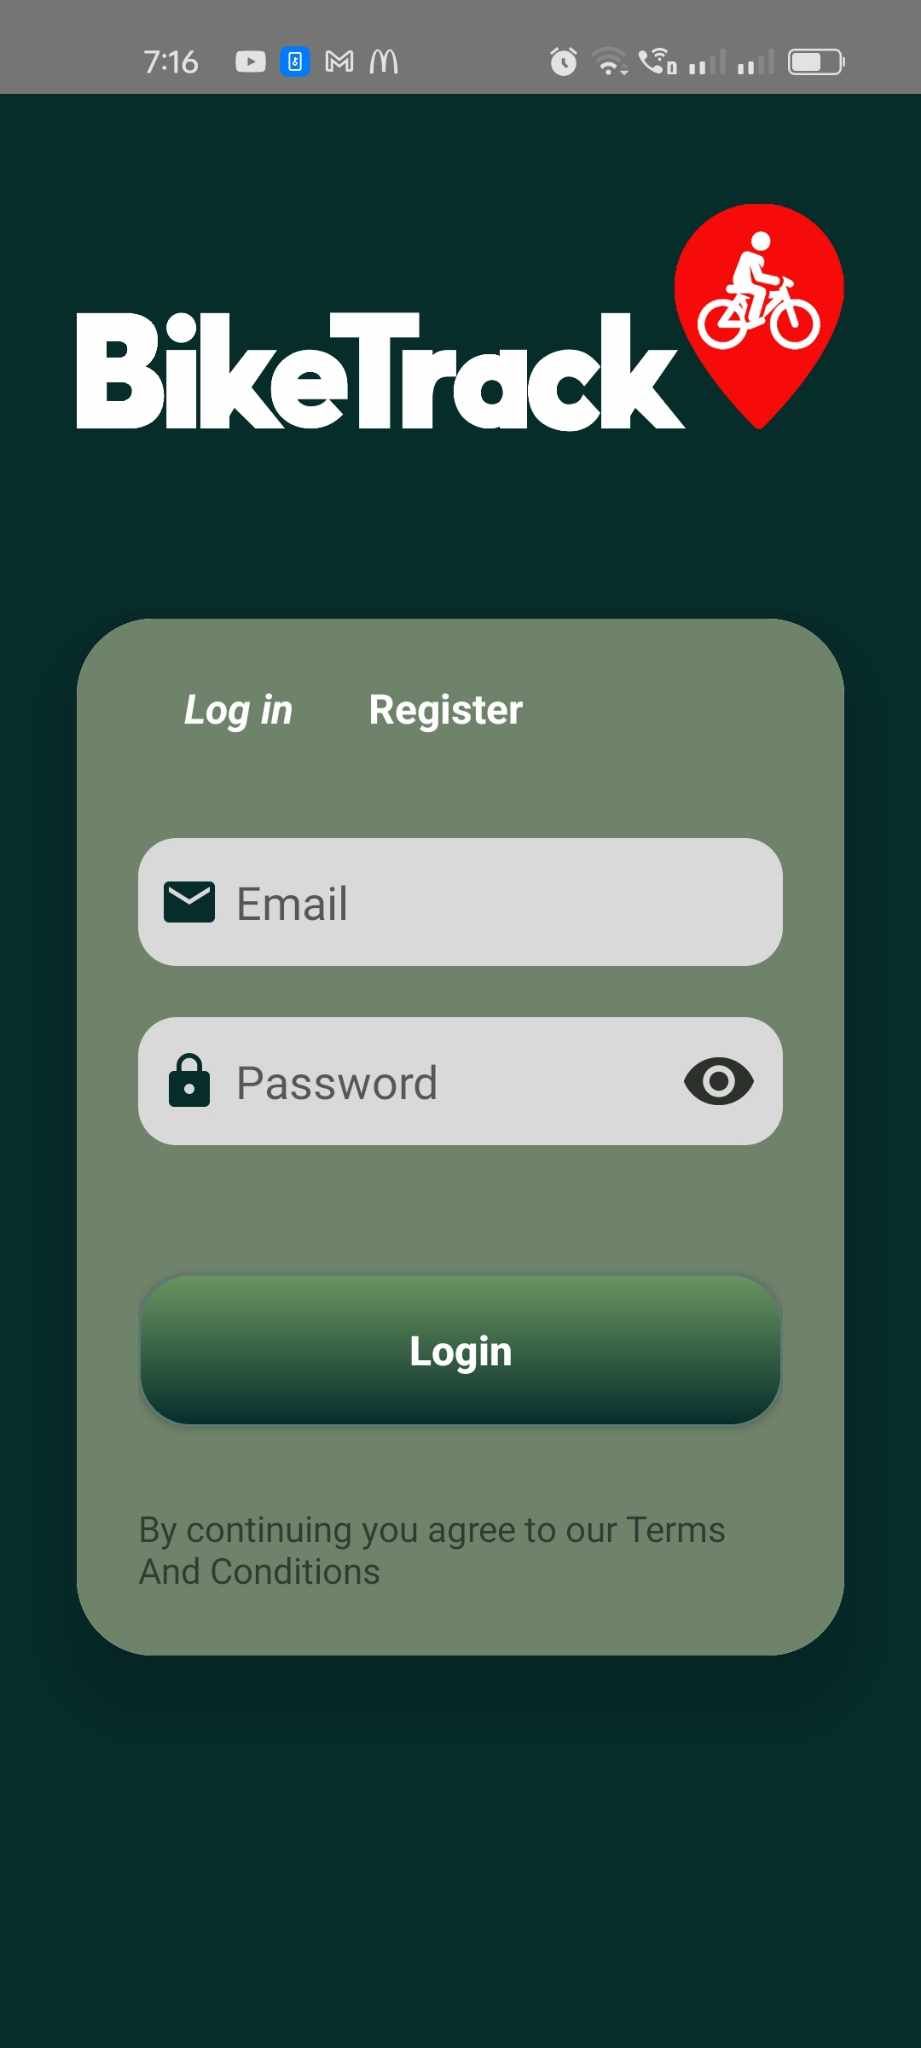 7:16
BikeTrack
Log in Register
Email
Password
Login
By continuing you agree to our Terms
And Conditions